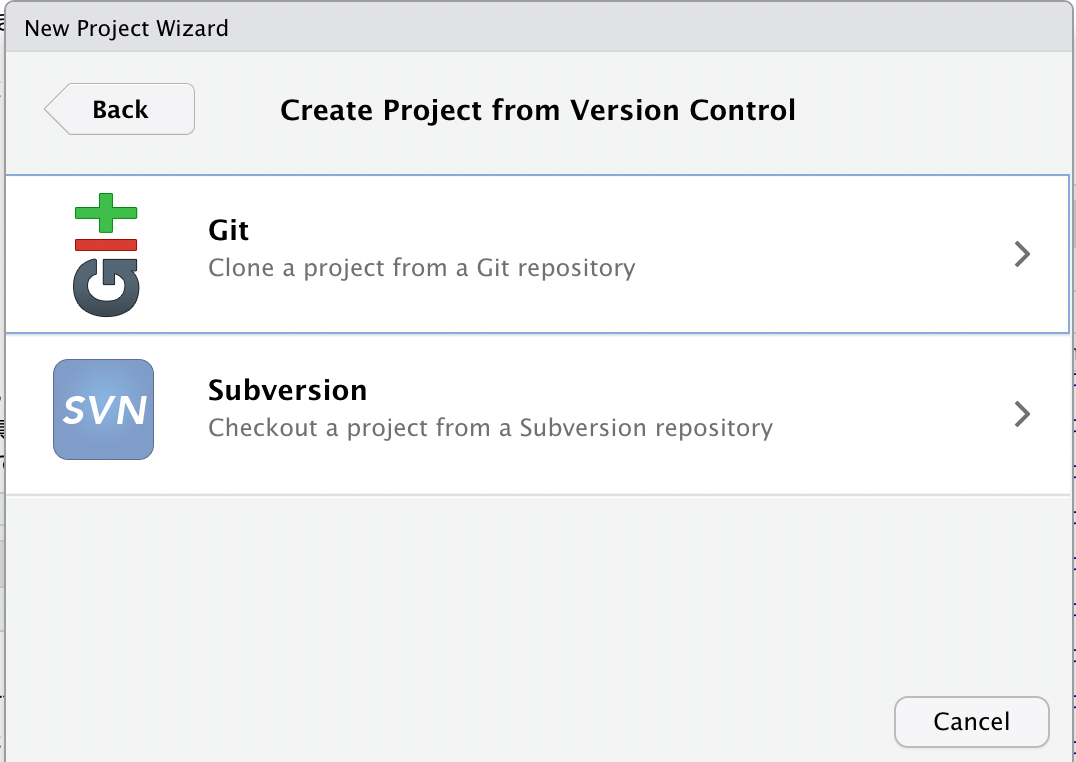 New Project Wizard
Back
Create Project from Version Control
Git
Git
Clone a project from a Git repository
SVN
Subversion
Checkout a project from a Subversion repository
Cancel